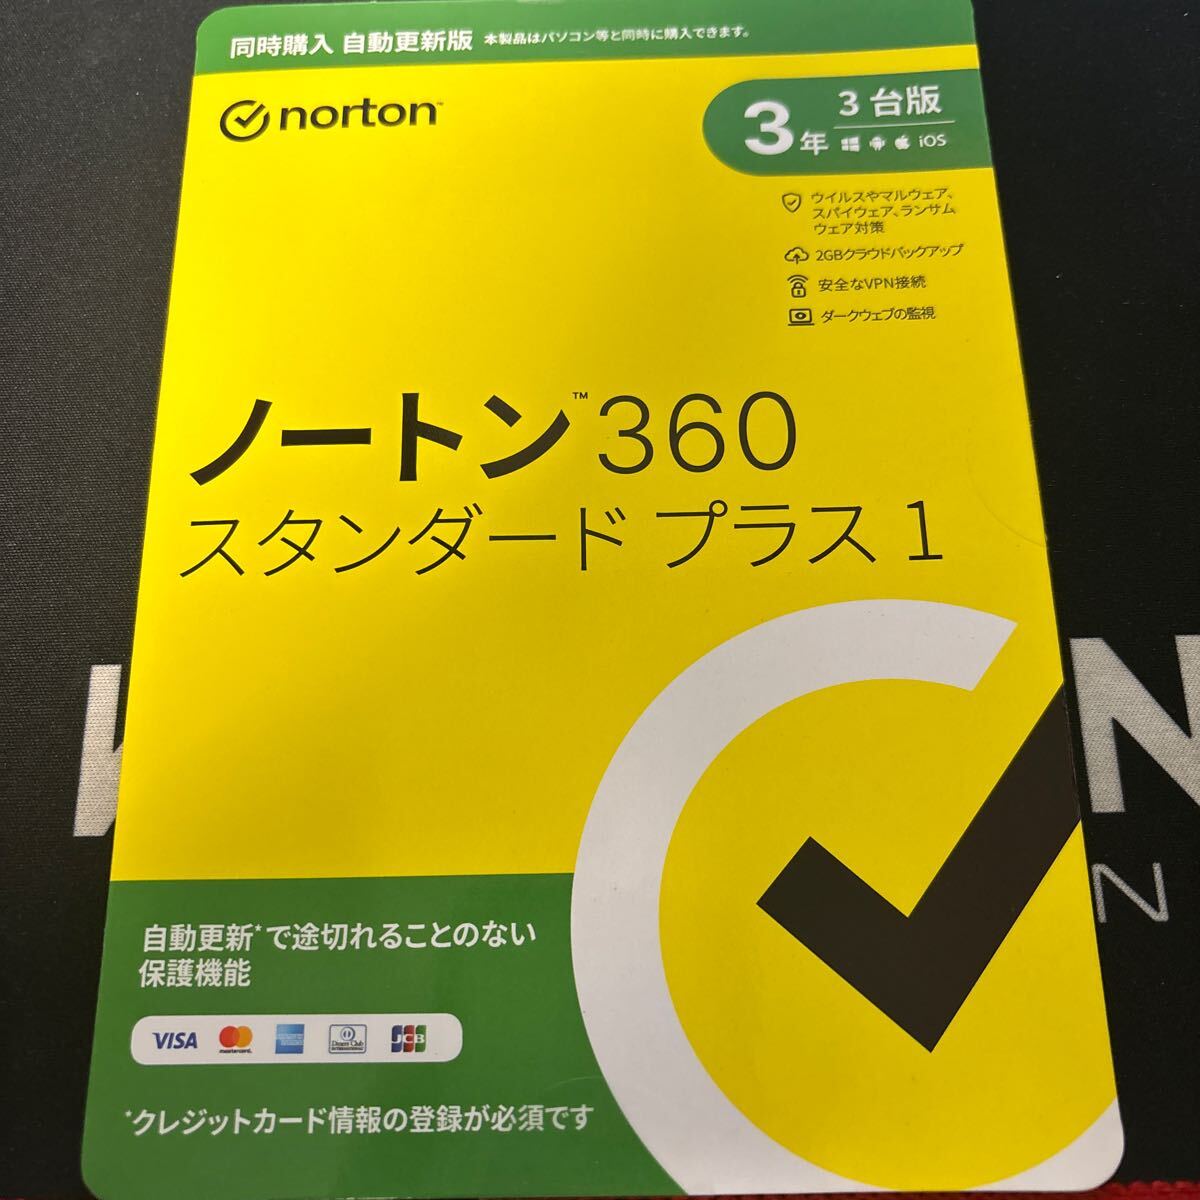 同時購入 自動更新版 本製品はパソコン等と同時に購入できます。
norton™
3年
3台版
iOS
ウイルスやマルウェア、
スパイウェア、ランサム
ウェア対策
2GBクラウドバックアップ
安全なVPN接続
ダークウェブの監視
ノートン™ 360
スタンダード プラス 1
自動更新*で途切れることのない
保護機能
VISA
mastercard.
Diners Club
INTERNATIONAL
JCB
*クレジットカード情報の登録が必須です
N
N